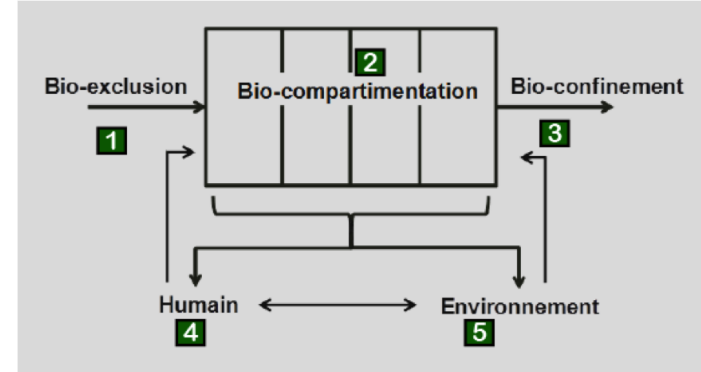 2
Bio-exclusion
Bio-compartimentation
Bio-confinement
1
3
Humain
Environnement
4
5